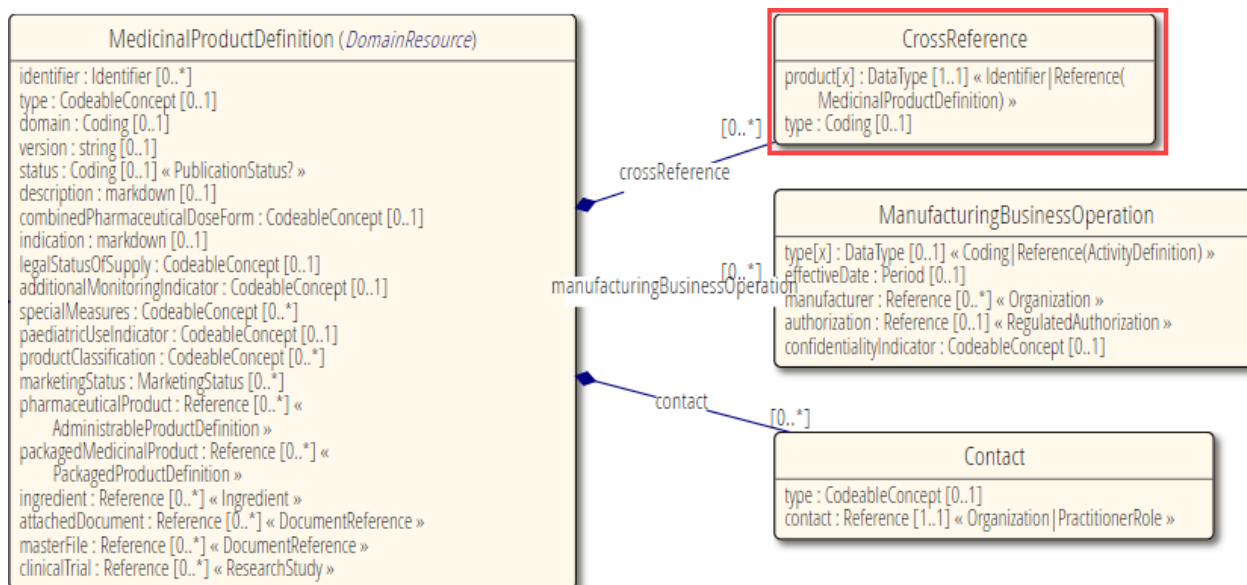 MedicinalProductDefinition (DomainResource)
identifier : Identifier [0..*]
type : CodeableConcept [0..1]
domain : Coding [0..1]
version : string [0..1]
status : Coding [0..1] « PublicationStatus? »
description : markdown [0..1]
combinedPharmaceuticalDoseForm : CodeableConcept [0..1]
indication : markdown [0..1]
legalStatusOfSupply : CodeableConcept [0..1]
additionalMonitoringIndicator : CodeableConcept [0..1]
specialMeasures : CodeableConcept [0..*]
paediatricUseIndicator : CodeableConcept [0..1]
productClassification : CodeableConcept [0..*]
marketingStatus : MarketingStatus [0..*]
pharmaceuticalProduct : Reference [0..*] «
AdministrableProductDefinition »
packagedMedicinalProduct : Reference [0..*] «
PackagedProductDefinition »
ingredient : Reference [0..*] « Ingredient »
attachedDocument : Reference [0..*] « DocumentReference »
masterFile : Reference [0..*] « DocumentReference »
clinicalTrial : Reference [0..*] « ResearchStudy »
[0..*]
crossReference
CrossReference
product[x] : DataType [1..1] « Identifier|Reference(
MedicinalProductDefinition) »
type : Coding [0..1]
[0..*]
manufacturingBusinessOperation
ManufacturingBusinessOperation
type[x] : DataType [0..1] « Coding|Reference(ActivityDefinition) »
effectiveDate : Period [0..1]
manufacturer : Reference [0..*] « Organization »
authorization : Reference [0..1] « RegulatedAuthorization »
confidentialityIndicator : CodeableConcept [0..1]
contact
[0..*]
Contact
type : CodeableConcept [0..1]
contact : Reference [1..1] « Organization|PractitionerRole »